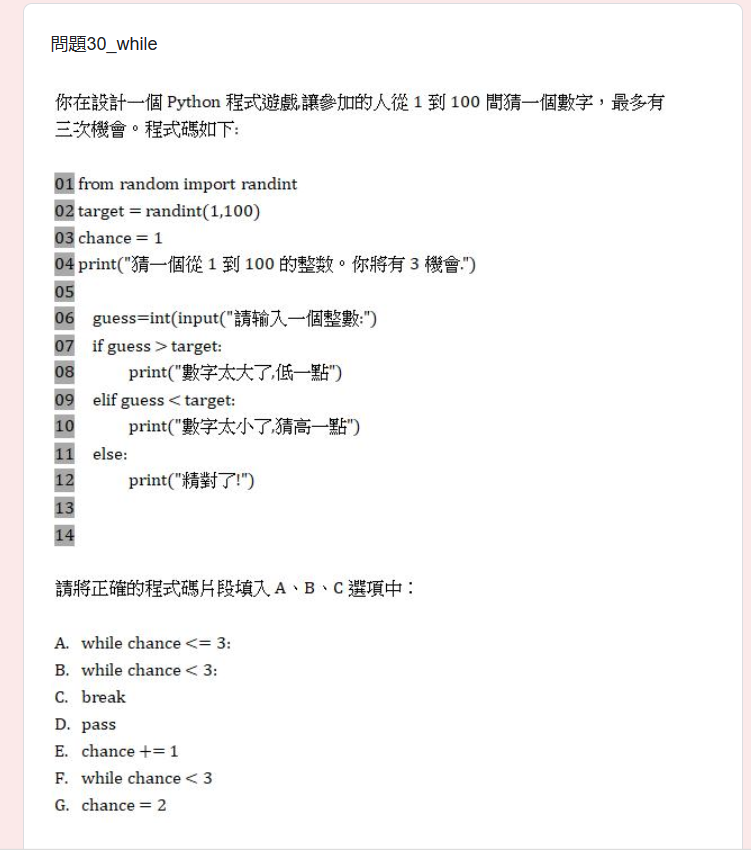 問題30_while
你在設計一個 Python 程式遊戲,讓參加的人從 1 到 100 間猜一個數字，最多有
三次機會。程式碼如下:
01 from random import randint
02 target = randint(1,100)
03 chance = 1
04 print("猜一個從 1 到 100 的整数。你將有 3 機會.")
05
06 guess=int(input("請輸入一個整數:")
07 if guess > target:
08 print("數字太大了,低一點")
09 elif guess < target:
10 print("數字太小了,猜高一點")
11 else:
12 print("精對了!")
13
14
請將正確的程式碼片段填入 A、B、C 選項中：
A. while chance <= 3:
B. while chance < 3:
C. break
D. pass
E. chance += 1
F. while chance < 3
G. chance = 2